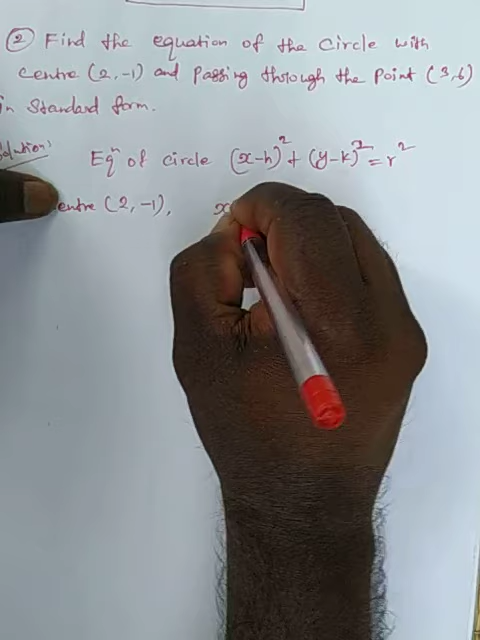 ② Find the equation of the Circle with
Centre (2,-1) and Passing through the Point (3,6)
in Standard form.
Solution:
Eqⁿ of circle (x-h)² + (y-k)² = r²
entre (2,-1), x